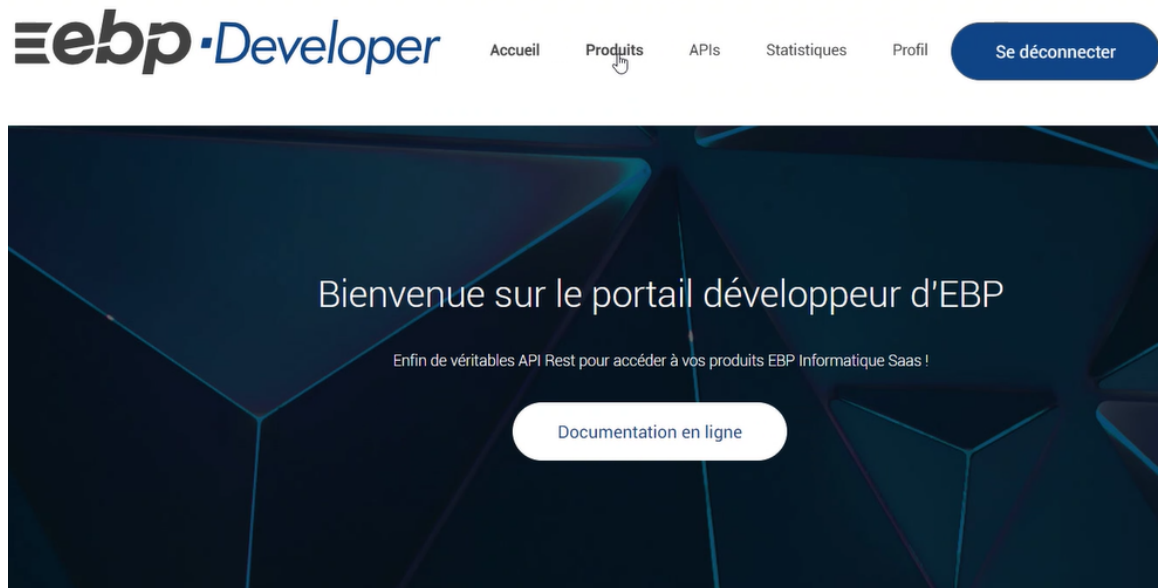 ebp·Developer
Accueil Produits APIs Statistiques Profil Se déconnecter
Bienvenue sur le portail développeur d'EBP
Enfin de véritables API Rest pour accéder à vos produits EBP Informatique Saas !
Documentation en ligne